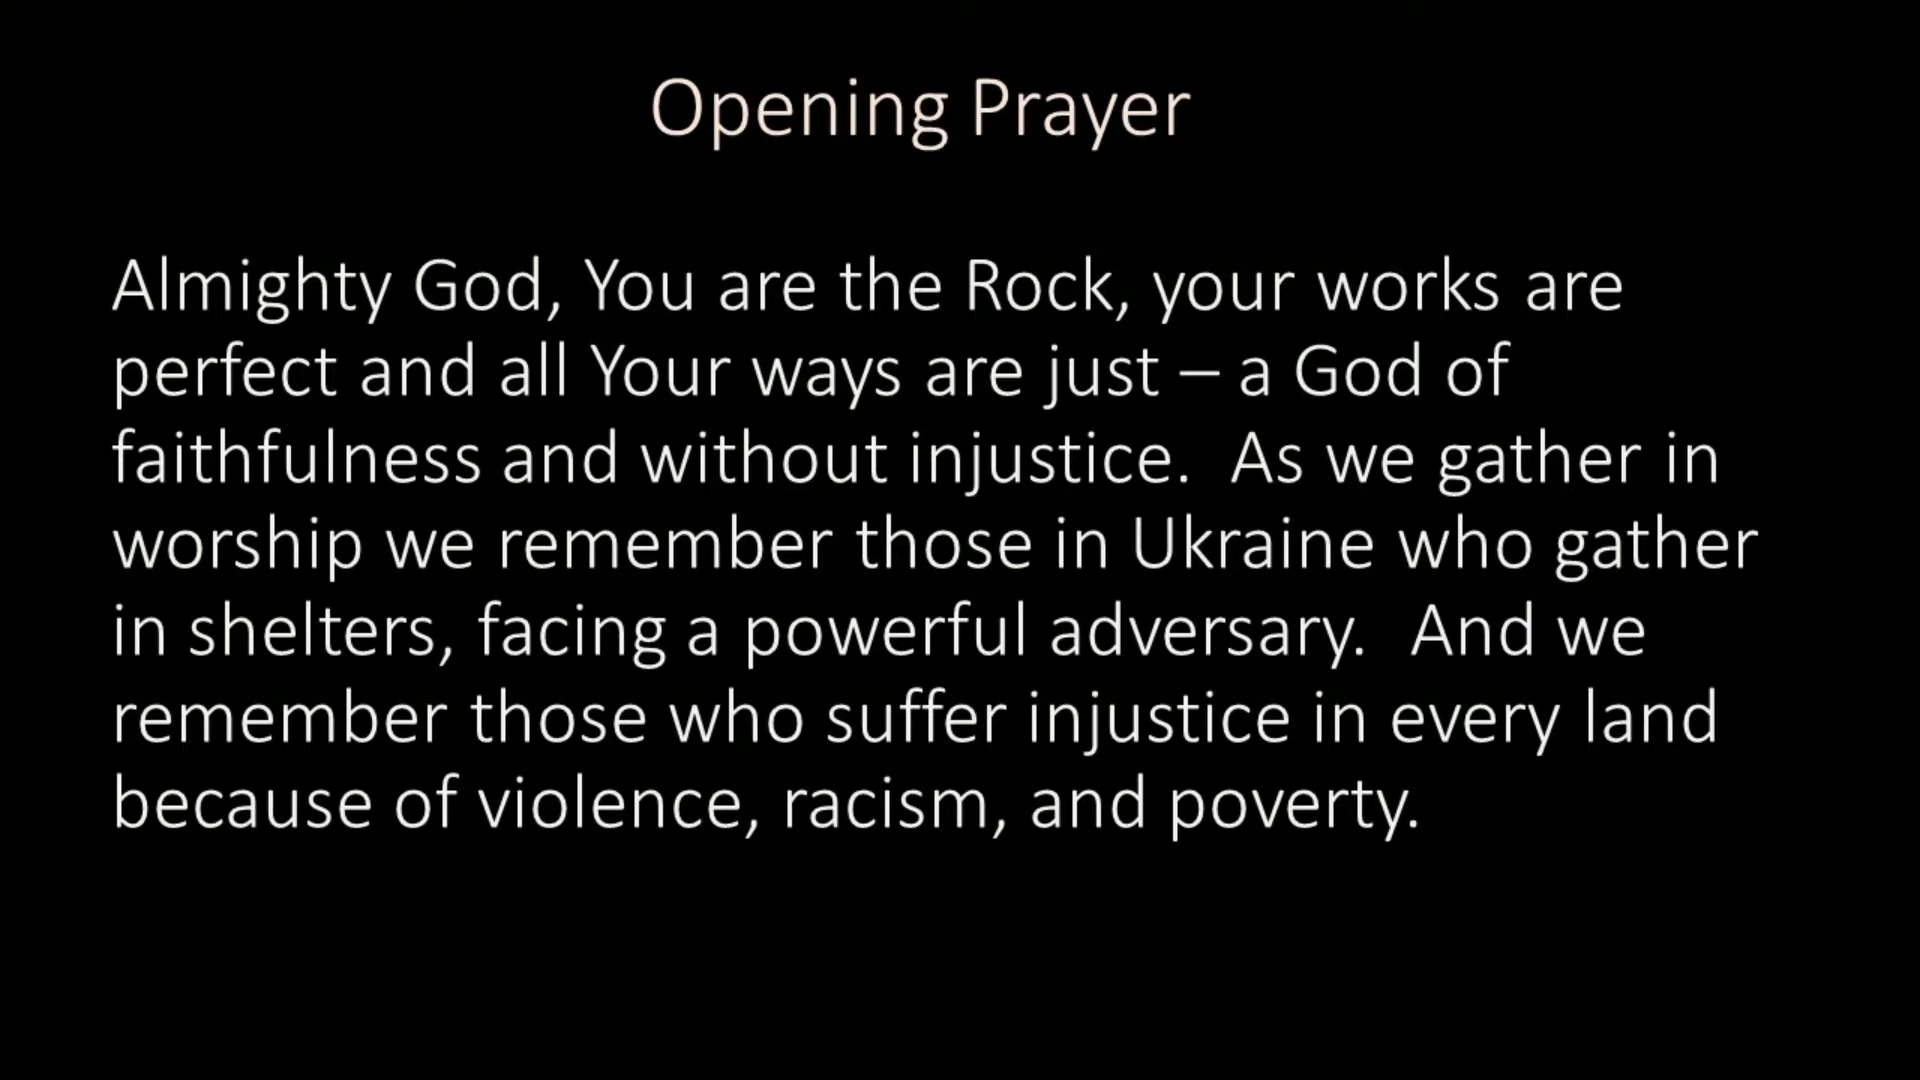 Opening Prayer
Almighty God, You are the Rock, your works are
perfect and all Your ways are just – a God of
faithfulness and without injustice.  As we gather in
worship we remember those in Ukraine who gather
in shelters, facing a powerful adversary.  And we
remember those who suffer injustice in every land
because of violence, racism, and poverty.